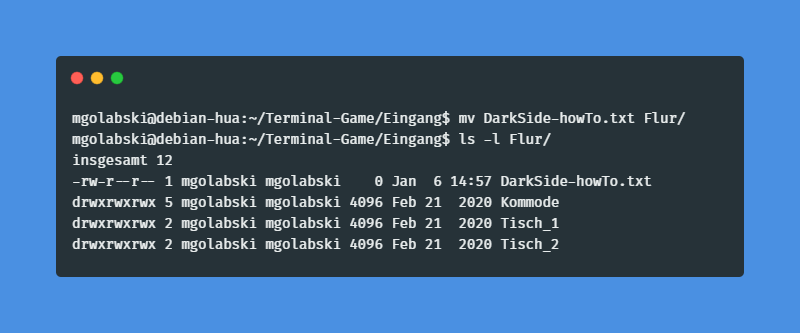 mgolabski@debian-hua:~/Terminal-Game/Eingang$ mv DarkSide-howTo.txt Flur/
mgolabski@debian-hua:~/Terminal-Game/Eingang$ ls -l Flur/
insgesamt 12
-rw-r--r-- 1 mgolabski mgolabski    0 Jan  6 14:57 DarkSide-howTo.txt
drwxrwxrwx 5 mgolabski mgolabski 4096 Feb 21  2020 Kommode
drwxrwxrwx 2 mgolabski mgolabski 4096 Feb 21  2020 Tisch_1
drwxrwxrwx 2 mgolabski mgolabski 4096 Feb 21  2020 Tisch_2